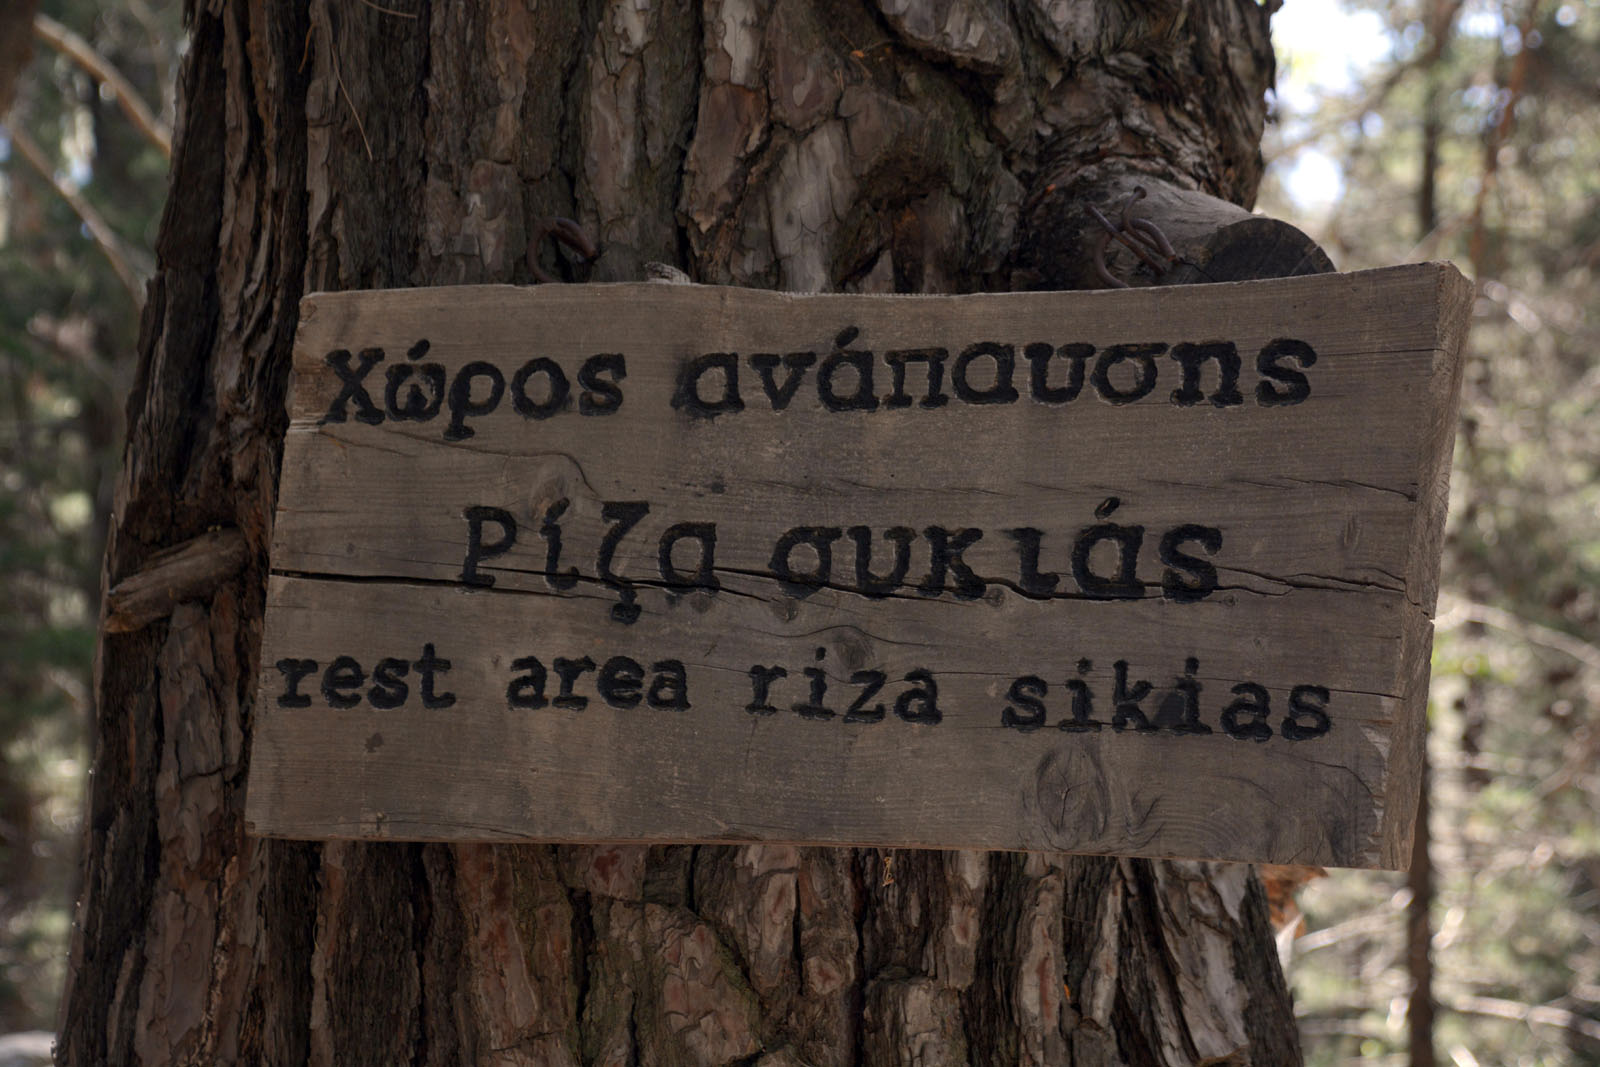 Χώρος ανάπαυσης
Ρίζα συκιάς
rest area riza sikias